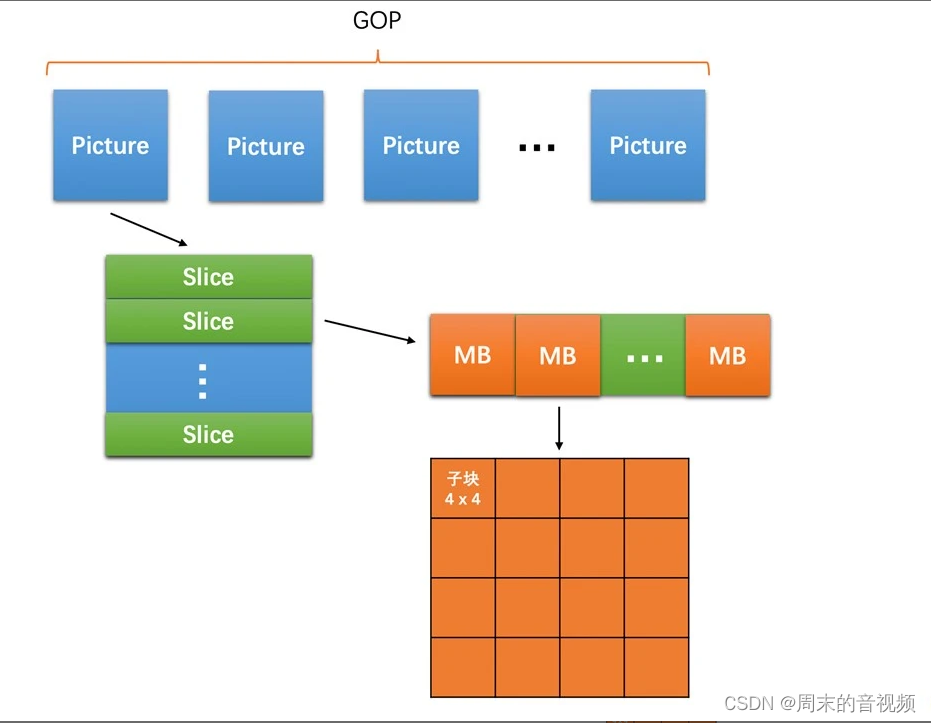 GOP
Picture
Picture
Picture
...
Picture
Slice
Slice
⋮
Slice
MB
MB
...
MB
子块
4 x 4
CSDN @周末的音视频